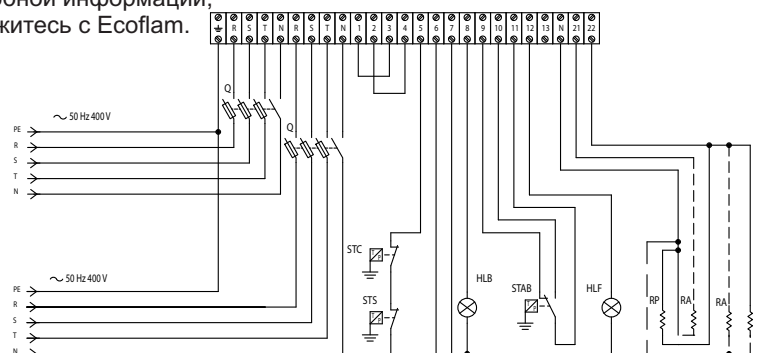 бной информации,
житесь с Ecoflam.
R S T N R S T N 1 2 3 4 5 6 7 8 9 10 11 12 13 N 21 22
Q
50 Hz 400 V
PE
R
Q
S
T
N
STC
50 Hz 400 V
HLB
STAB
HLF
PE
STS
RP
RA
RA
R
S
T
N